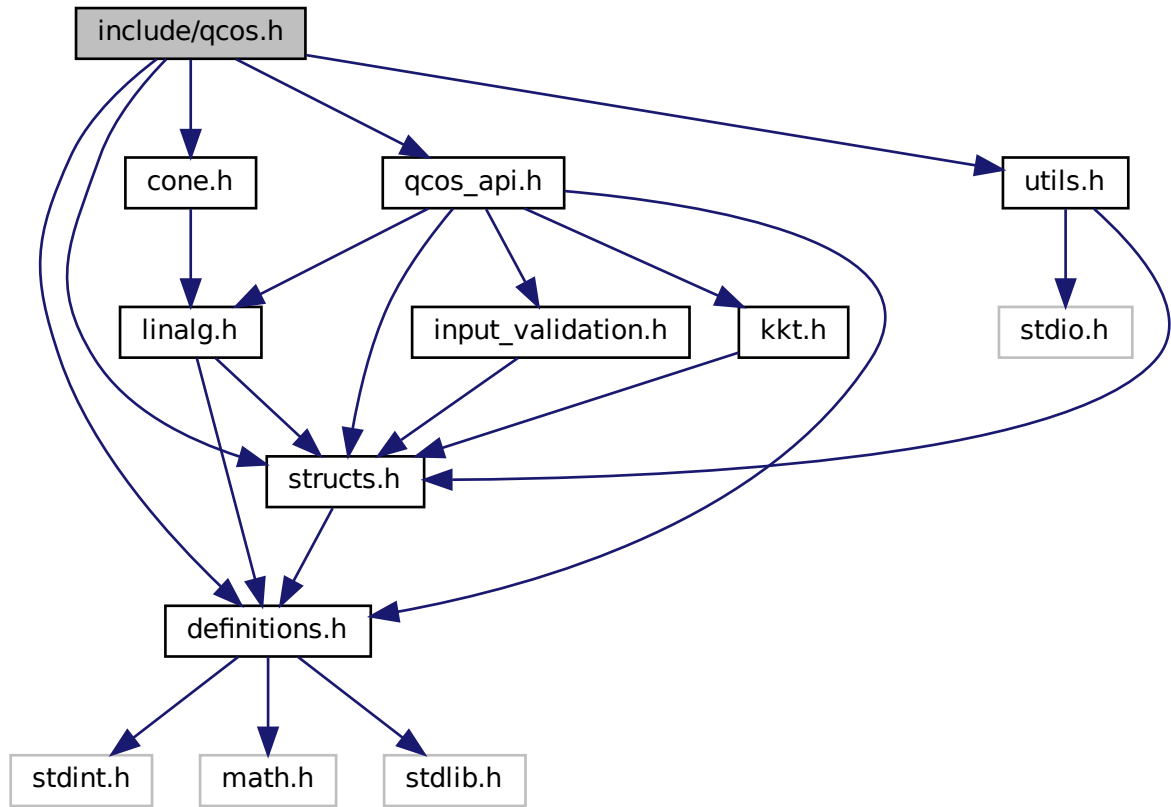 include/qcos.h
cone.h
qcos_api.h
utils.h
linalg.h
input_validation.h
kkt.h
stdio.h
structs.h
definitions.h
stdint.h
math.h
stdlib.h